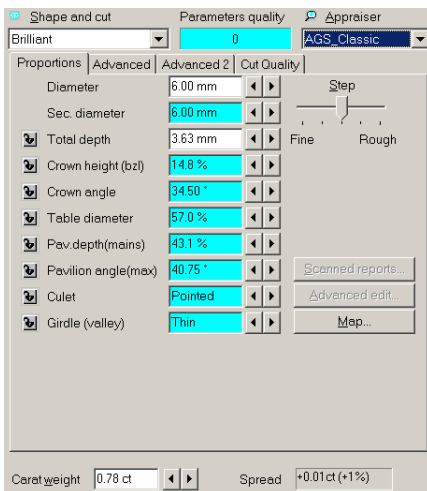 Shape and cut Parameters quality Appraiser
Brilliant 0 AGS_Classic
Proportions Advanced Advanced 2 Cut Quality
Diameter 6.00 mm Step
Sec. diameter 6.00 mm
Total depth 3.63 mm Fine Rough
Crown height (bzl) 14.8 %
Crown angle 34.50 °
Table diameter 57.0 %
Pav.depth(mains) 43.1 %
Pavilion angle(max) 40.75 ° Scanned reports...
Culet Pointed Advanced edit...
Girdle (valley) Thin Map...
Carat weight 0.78 ct Spread +0.01ct (+1%)